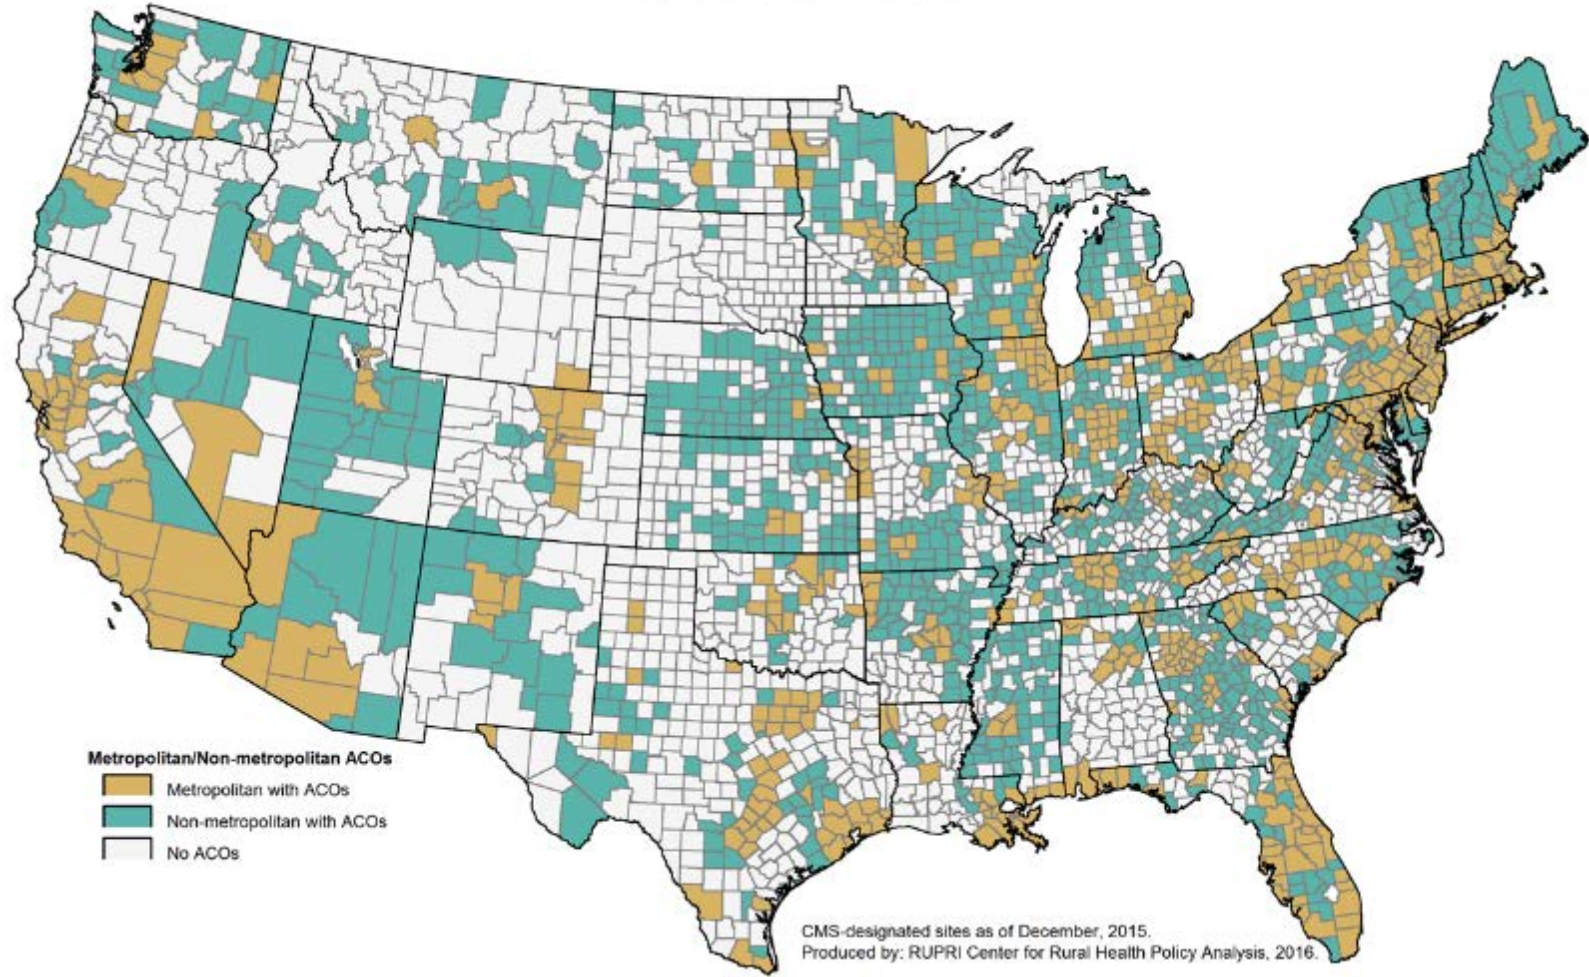 Metropolitan/Non-metropolitan ACOs
Metropolitan with ACOs
Non-metropolitan with ACOs
No ACOs
CMS-designated sites as of December, 2015.
Produced by: RUPRI Center for Rural Health Policy Analysis, 2016.